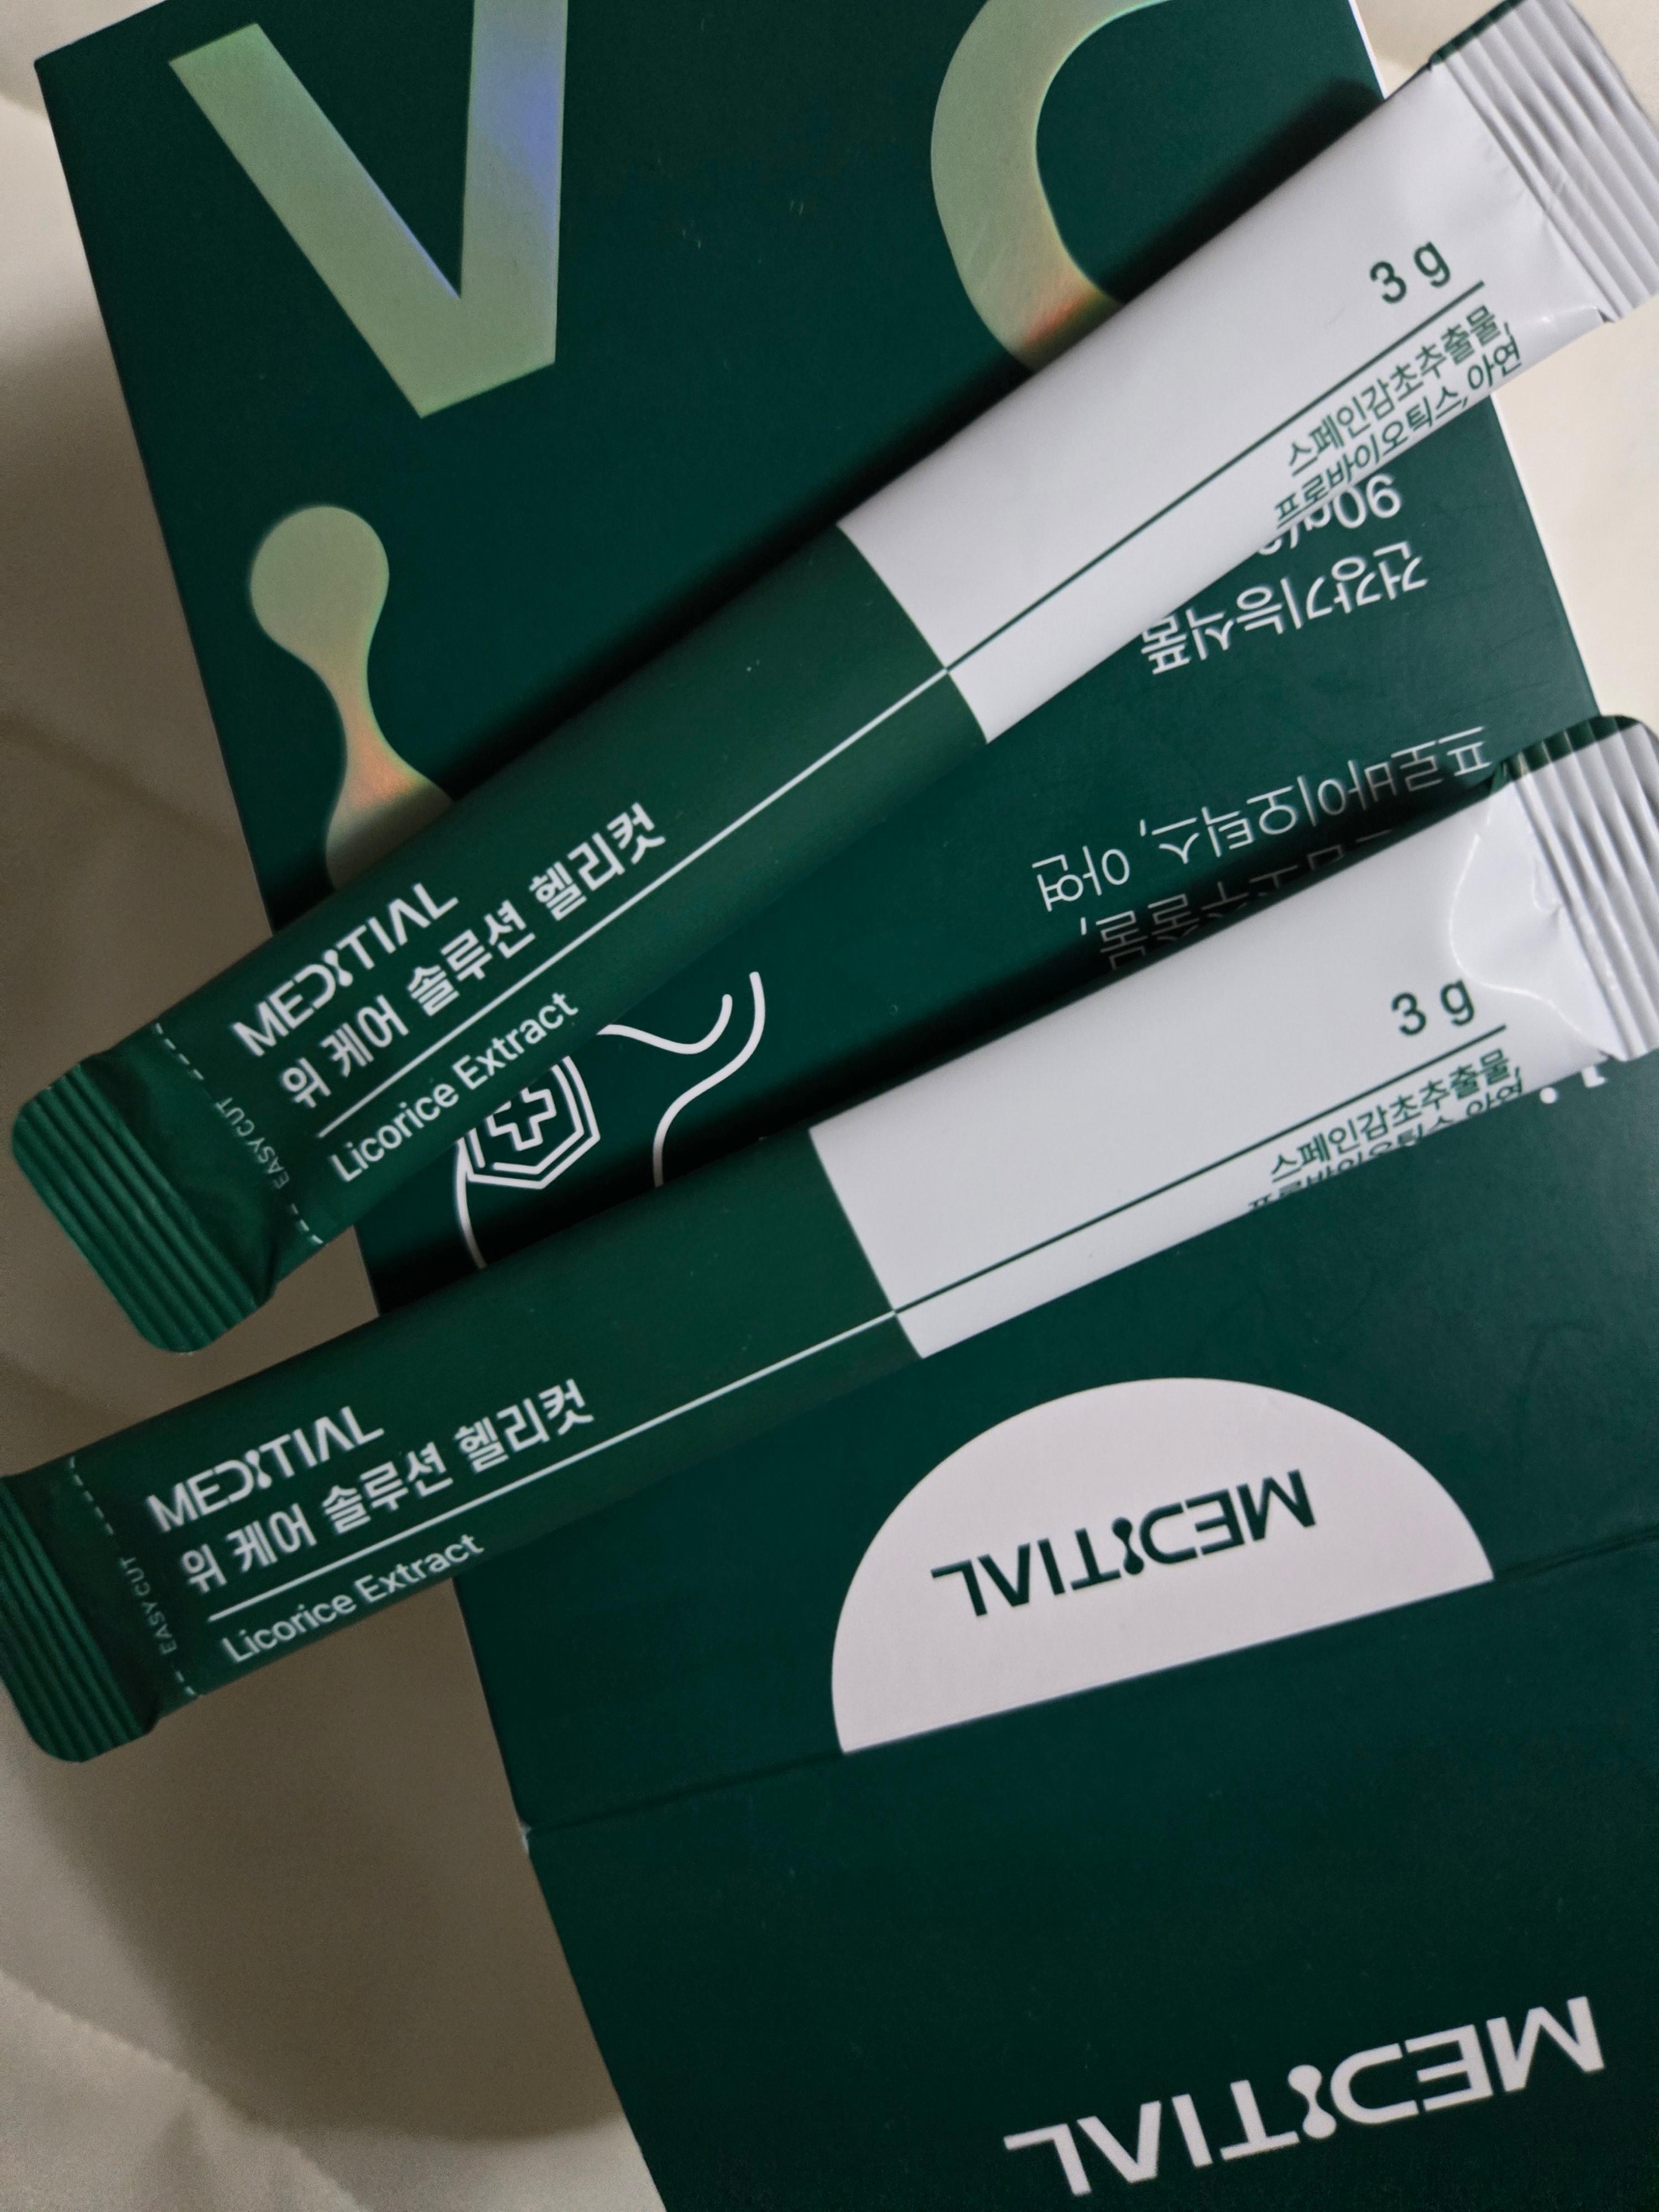 V
C
3 g
스페인감초추출물,
프로바이오틱스, 아연
MEDITIAL
위 케어 솔루션 헬리컷
Licorice Extract
EASY CUT
90g
건강기능식품
프로바이오틱스, 아연
3 g
스페인감초추출물,
MEDITIAL
위 케어 솔루션 헬리컷
Licorice Extract
EASY CUT
MEDITIAL
MEDITIAL